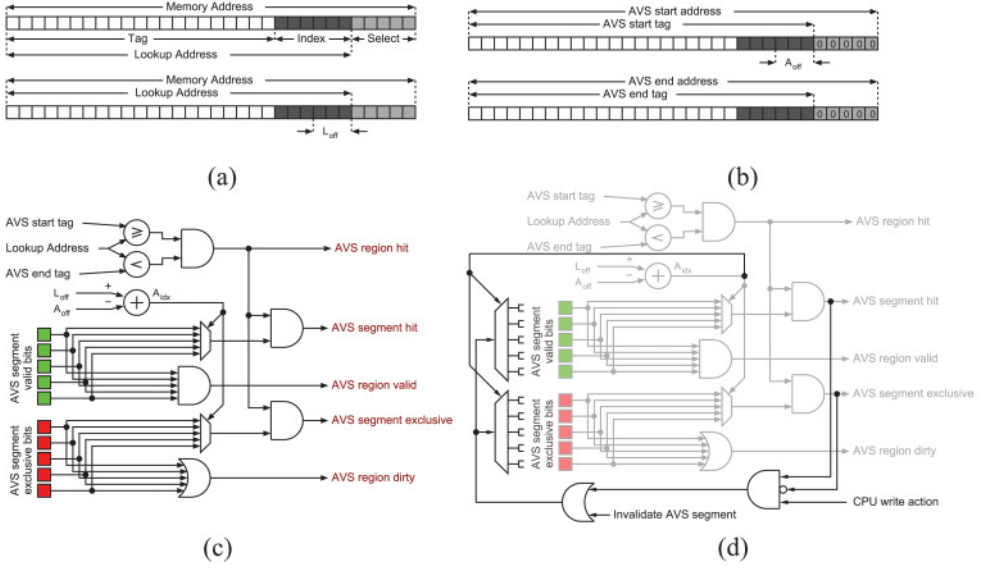 Memory Address
Tag Index Select
Lookup Address
Memory Address
Lookup Address
L_off
(a)
AVS start address
AVS start tag
0 0 0 0 0
A_off
AVS end address
AVS end tag
0 0 0 0 0
(b)
AVS start tag
Lookup Address
AVS end tag
≥
<
AVS region hit
L_off
A_off
+
−
+
A_idx
AVS segment
valid bits
AVS segment hit
AVS region valid
AVS segment
exclusive bits
AVS segment exclusive
AVS region dirty
(c)
AVS start tag
Lookup Address
AVS end tag
≥
<
AVS region hit
L_off
A_off
+
−
+
A_idx
AVS segment
valid bits
AVS segment hit
AVS region valid
AVS segment
exclusive bits
AVS segment exclusive
AVS region dirty
CPU write action
Invalidate AVS segment
(d)